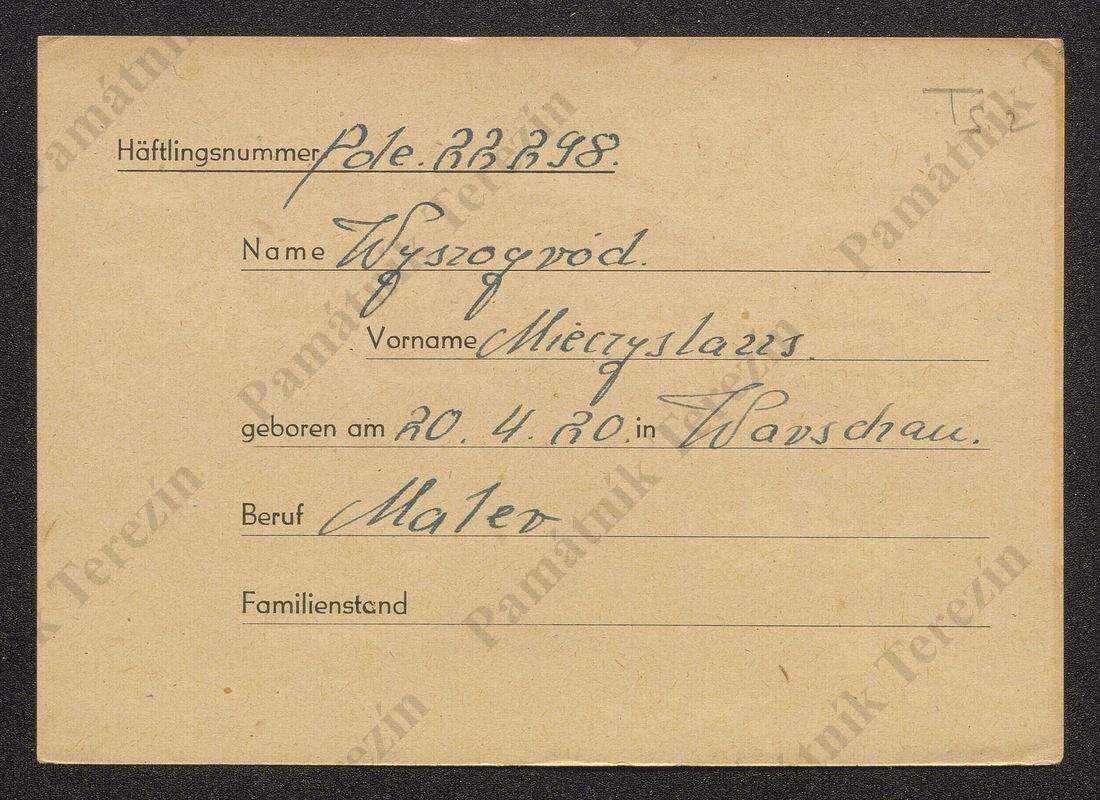 Häftlingsnummer Pole. 22298.
Name Wyszogród.
Vorname Mieczyslaus.
geboren am 20. 4. 20. in Warschau.
Beruf Maler
Familienstand
Památník Terezín